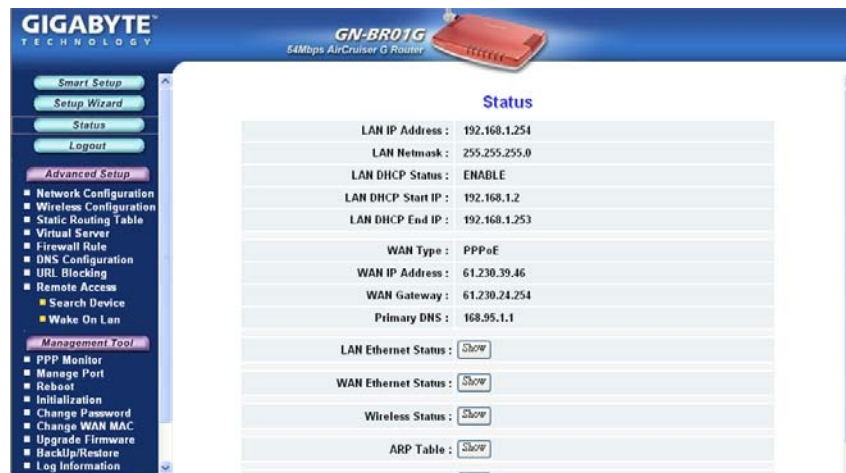 GIGABYTE™
TECHNOLOGY
GN-BR01G
54Mbps AirCruiser G Router
Smart Setup
Setup Wizard
Status
Logout
Advanced Setup
Network Configuration
Wireless Configuration
Static Routing Table
Virtual Server
Firewall Rule
DNS Configuration
URL Blocking
Remote Access
Search Device
Wake On Lan
Management Tool
PPP Monitor
Manage Port
Reboot
Initialization
Change Password
Change WAN MAC
Upgrade Firmware
BackUp/Restore
Log Information
Status
LAN IP Address : 192.168.1.254
LAN Netmask : 255.255.255.0
LAN DHCP Status : ENABLE
LAN DHCP Start IP : 192.168.1.2
LAN DHCP End IP : 192.168.1.253
WAN Type : PPPoE
WAN IP Address : 61.230.39.46
WAN Gateway : 61.230.24.254
Primary DNS : 168.95.1.1
LAN Ethernet Status : Show
WAN Ethernet Status : Show
Wireless Status : Show
ARP Table : Show